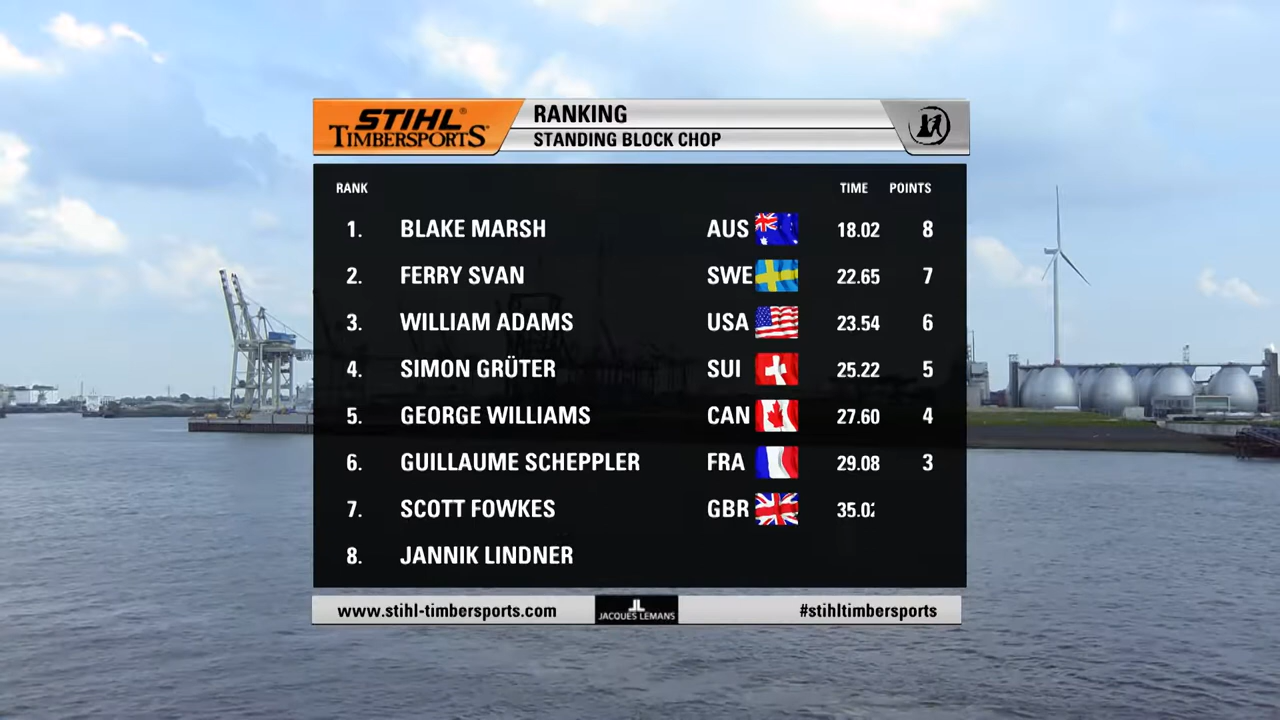 STIHL®
TIMBERSPORTS®
RANKING
STANDING BLOCK CHOP
RANK TIME POINTS
1. BLAKE MARSH AUS 18.02 8
2. FERRY SVAN SWE 22.65 7
3. WILLIAM ADAMS USA 23.54 6
4. SIMON GRÜTER SUI 25.22 5
5. GEORGE WILLIAMS CAN 27.60 4
6. GUILLAUME SCHEPPLER FRA 29.08 3
7. SCOTT FOWKES GBR
8. JANNIK LINDNER
www.stihl-timbersports.com JL JACQUES LEMANS #stihltimbersports